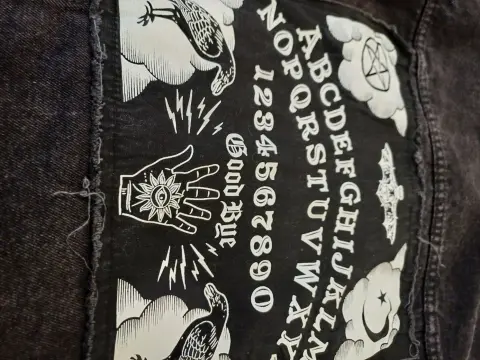 ABCDEFGHIJKLM
NOPQRSTUVWXY
1234567890
Good Bye